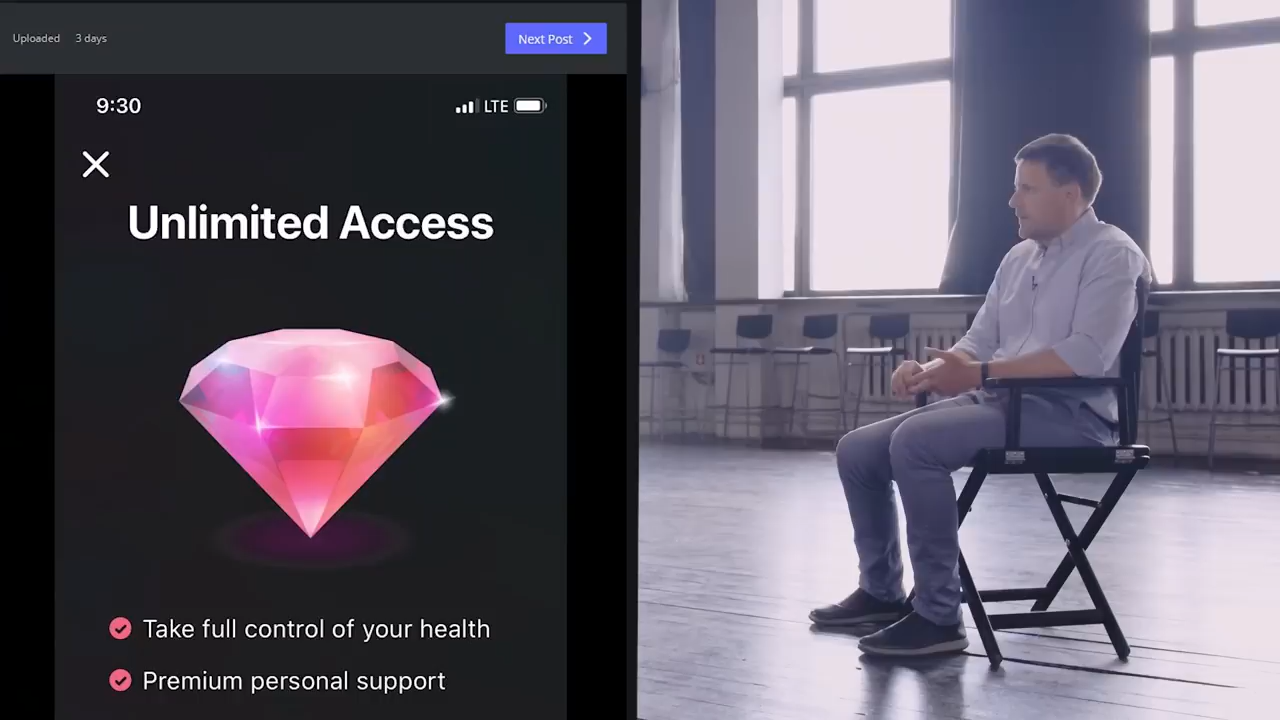 Uploaded 3 days
Next Post
9:30
LTE
Unlimited Access
Take full control of your health
Premium personal support